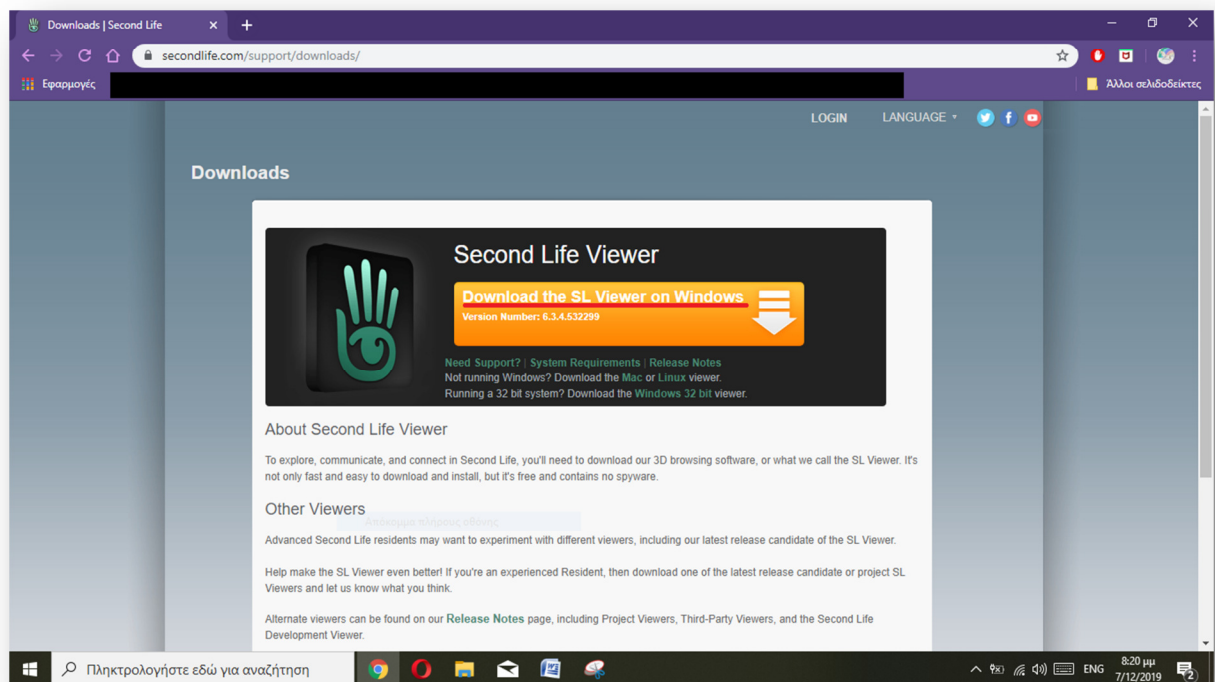 Downloads | Second Life
secondlife.com/support/downloads/
Εφαρμογές
Άλλοι σελιδοδείκτες
LOGIN LANGUAGE
Downloads
Second Life Viewer
Download the SL Viewer on Windows
Version Number: 6.3.4.532299
Need Support? | System Requirements | Release Notes
Not running Windows? Download the Mac or Linux viewer.
Running a 32 bit system? Download the Windows 32 bit viewer.
About Second Life Viewer
To explore, communicate, and connect in Second Life, you'll need to download our 3D browsing software, or what we call the SL Viewer. It's
not only fast and easy to download and install, but it's free and contains no spyware.
Other Viewers
Απόκομμα πλήρους οθόνης
Advanced Second Life residents may want to experiment with different viewers, including our latest release candidate of the SL Viewer.
Help make the SL Viewer even better! If you're an experienced Resident, then download one of the latest release candidate or project SL
Viewers and let us know what you think.
Alternate viewers can be found on our Release Notes page, including Project Viewers, Third-Party Viewers, and the Second Life
Development Viewer.
Πληκτρολογήστε εδώ για αναζήτηση
ENG
8:20 μμ
7/12/2019
2